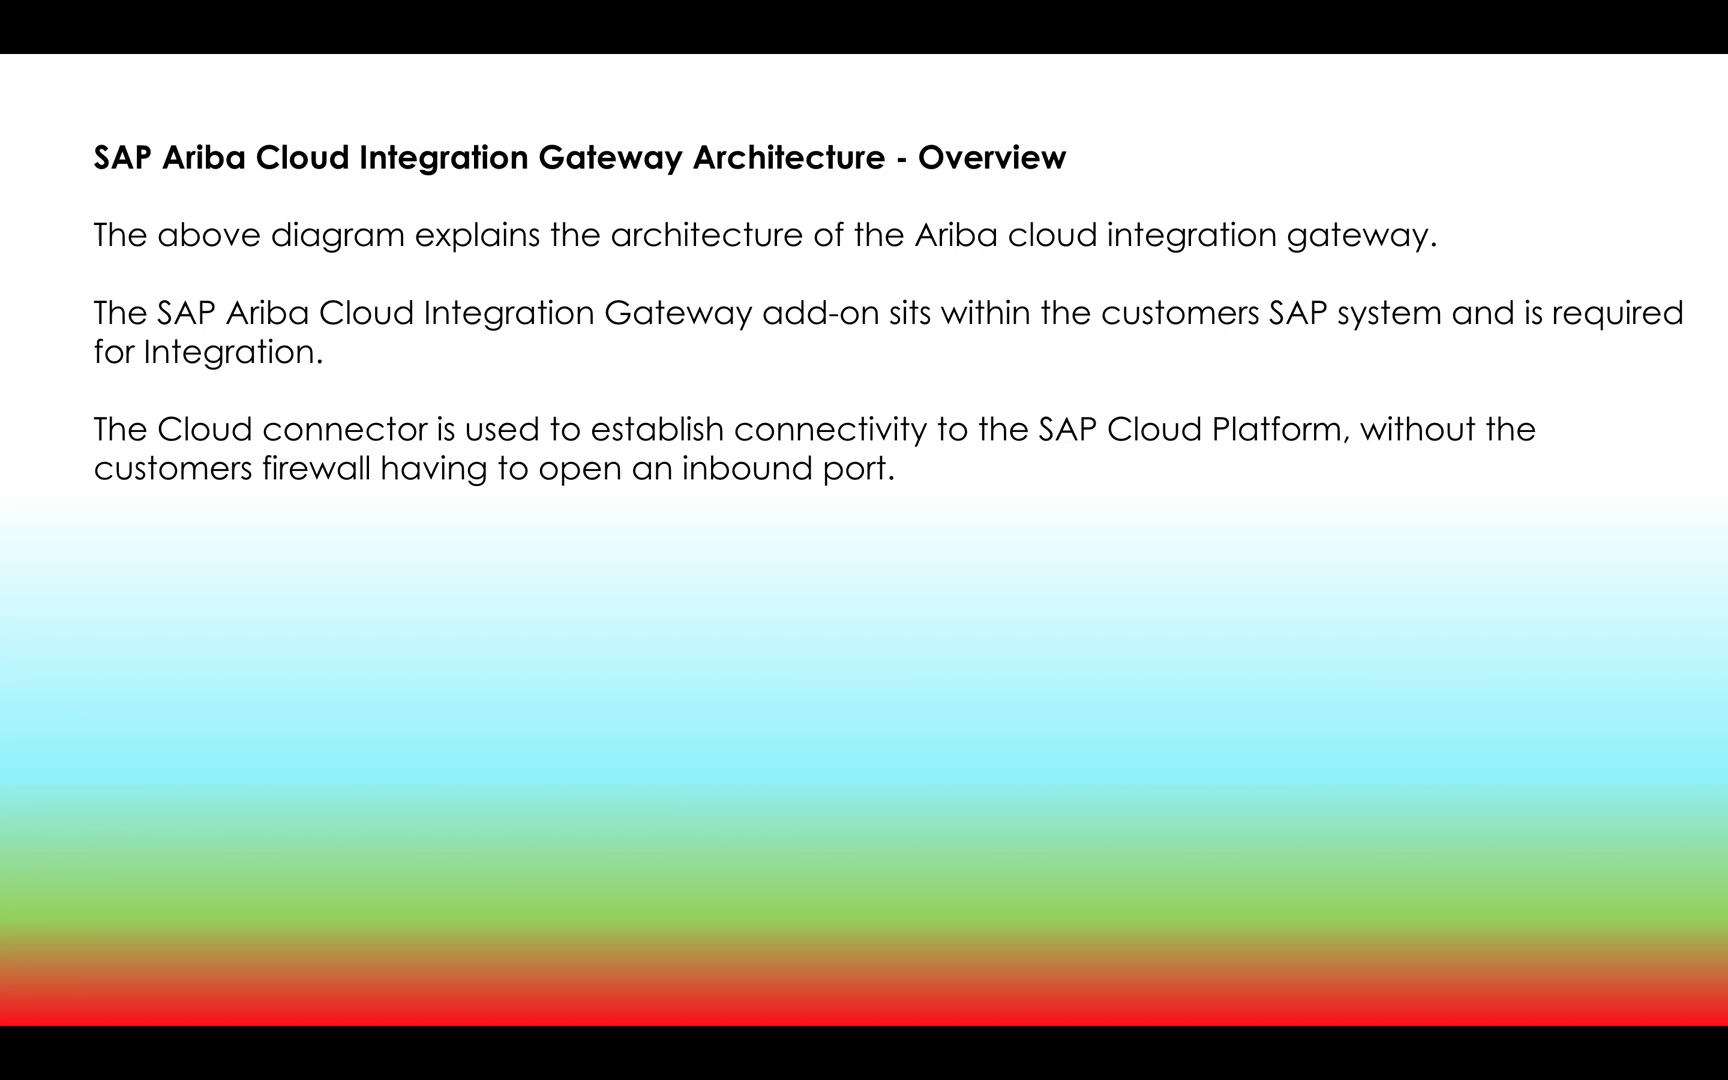 SAP Ariba Cloud Integration Gateway Architecture - Overview
The above diagram explains the architecture of the Ariba cloud integration gateway.
The SAP Ariba Cloud Integration Gateway add-on sits within the customers SAP system and is required
for Integration.
The Cloud connector is used to establish connectivity to the SAP Cloud Platform, without the
customers firewall having to open an inbound port.